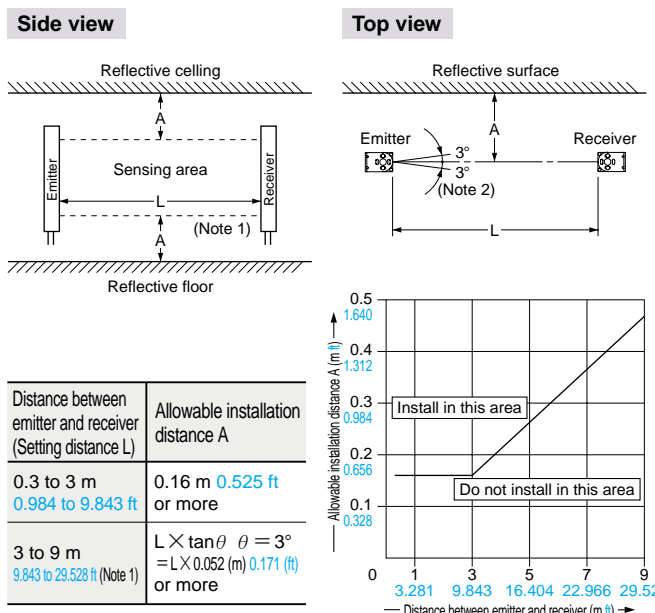 Side view
Reflective celling
A
Emitter
Sensing area
Receiver
L
(Note 1)
A
Reflective floor
Top view
Reflective surface
A
Emitter
Receiver
3°
3°
(Note 2)
L
Distance between
emitter and receiver
(Setting distance L)
Allowable installation
distance A
0.3 to 3 m
0.984 to 9.843 ft
0.16 m 0.525 ft
or more
3 to 9 m
9.843 to 29.528 ft (Note 1)
L×tanθ θ=3°
=L×0.052 (m) 0.171 (ft)
or more
Allowable installation distance A (m ft)
0.5
1.640
0.4
1.312
0.3
0.984
0.2
0.656
0.1
0.328
Install in this area
Do not install in this area
0 1 3 5 7 9
3.281 9.843 16.404 22.966 29.52
Distance between emitter and receiver (m ft)